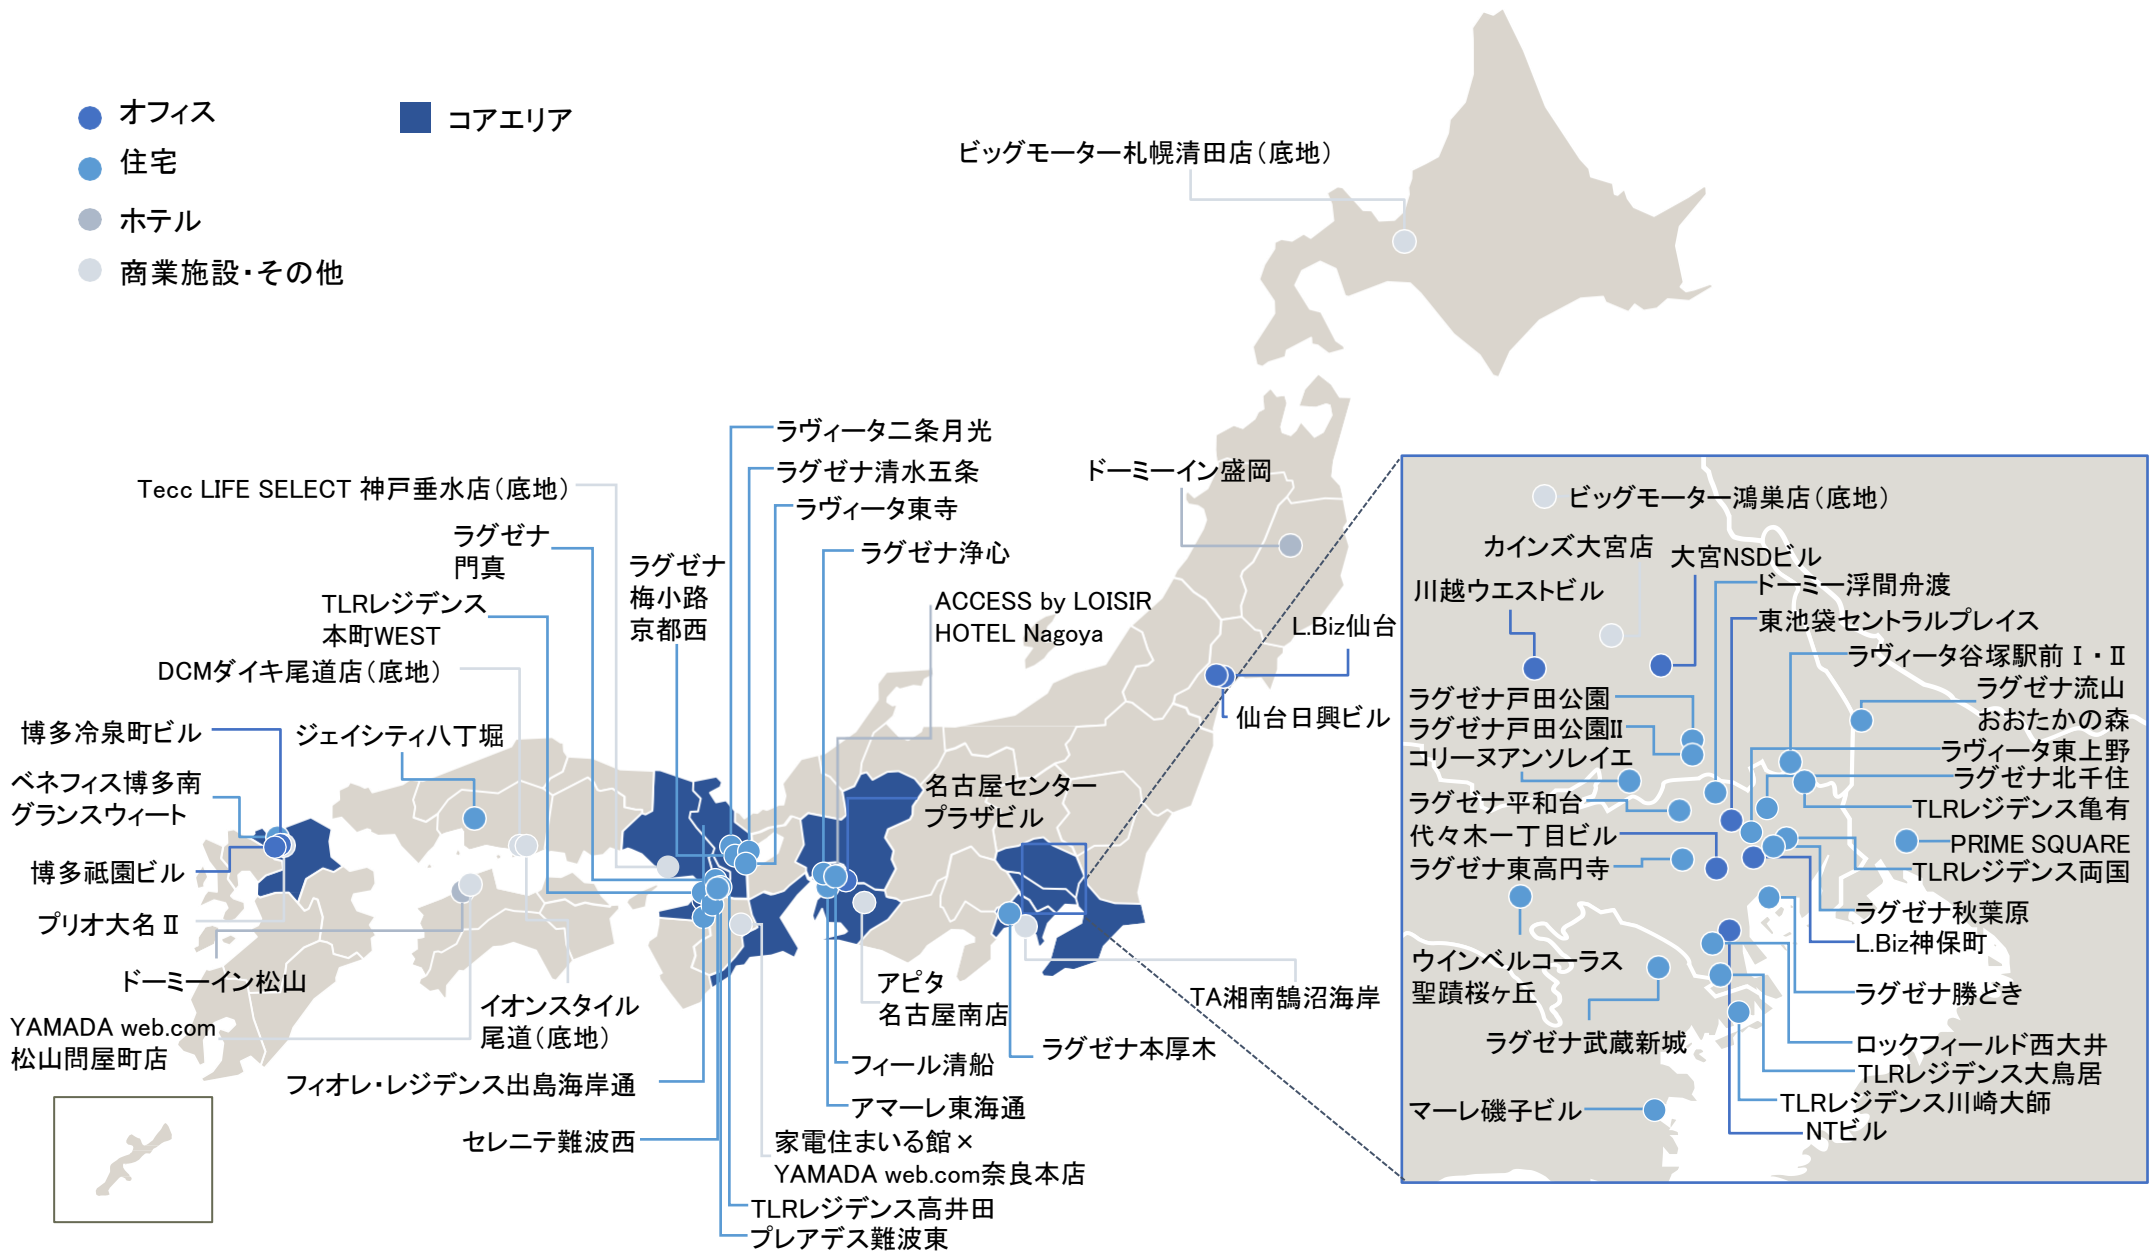 オフィス
住宅
ホテル
商業施設・その他
コアエリア
ビッグモーター札幌清田店（底地）
ラヴィータ二条月光
ラグゼナ清水五条
ラヴィータ東寺
ラグゼナ浄心
ACCESS by LOISIR
HOTEL Nagoya
ドーミーイン盛岡
L.Biz仙台
仙台日興ビル
名古屋センター
プラザビル
Tecc LIFE SELECT 神戸垂水店（底地）
ラグゼナ
門真
ラグゼナ
梅小路
京都西
TLRレジデンス
本町WEST
DCMダイキ尾道店（底地）
ジェイシティ八丁堀
博多冷泉町ビル
ベネフィス博多南
グランスウィート
博多祗園ビル
プリオ大名Ⅱ
ドーミーイン松山
YAMADA web.com
松山問屋町店
イオンスタイル
尾道（底地）
フィオレ・レジデンス出島海岸通
セレニテ難波西
アピタ
名古屋南店
フィール清船
アマーレ東海通
家電住まいる館×
YAMADA web.com奈良本店
TLRレジデンス高井田
プレアデス難波東
ラグゼナ本厚木
TA湘南鵠沼海岸
ビッグモーター鴻巣店（底地）
カインズ大宮店
大宮NSDビル
川越ウエストビル
ドーミー浮間舟渡
東池袋セントラルプレイス
ラヴィータ谷塚駅前Ⅰ・Ⅱ
ラグゼナ流山
おおたかの森
ラグゼナ戸田公園
ラグゼナ戸田公園II
コリーヌアンソレイエ
ラヴィータ東上野
ラグゼナ北千住
ラグゼナ平和台
TLRレジデンス亀有
代々木一丁目ビル
PRIME SQUARE
ラグゼナ東高円寺
TLRレジデンス両国
ラグゼナ秋葉原
L.Biz神保町
ウインベルコーラス
聖蹟桜ヶ丘
ラグゼナ勝どき
ラグゼナ武蔵新城
ロックフィールド西大井
TLRレジデンス大鳥居
TLRレジデンス川崎大師
マーレ磯子ビル
NTビル